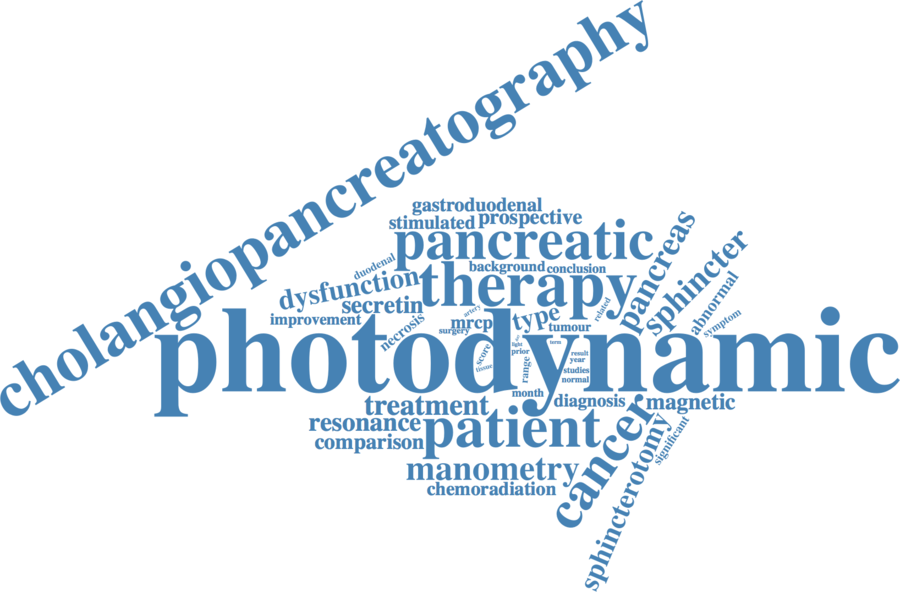 cholangiopancreatography
gastroduodenal
stimulated
prospective
pancreatic
pancreas
sphincter
duodenal
background
conclusion
dysfunction
therapy
abnormal
secretin
related
symptom
improvement
necrosis
artery
mrcp
type
tumour
surgery
photodynamic
light
term
score
prior
result
year
tissue
range
studies
normal
month
treatment
diagnosis
magnetic
resonance
patient
cancer
comparison
significant
sphincterotomy
manometry
chemoradiation